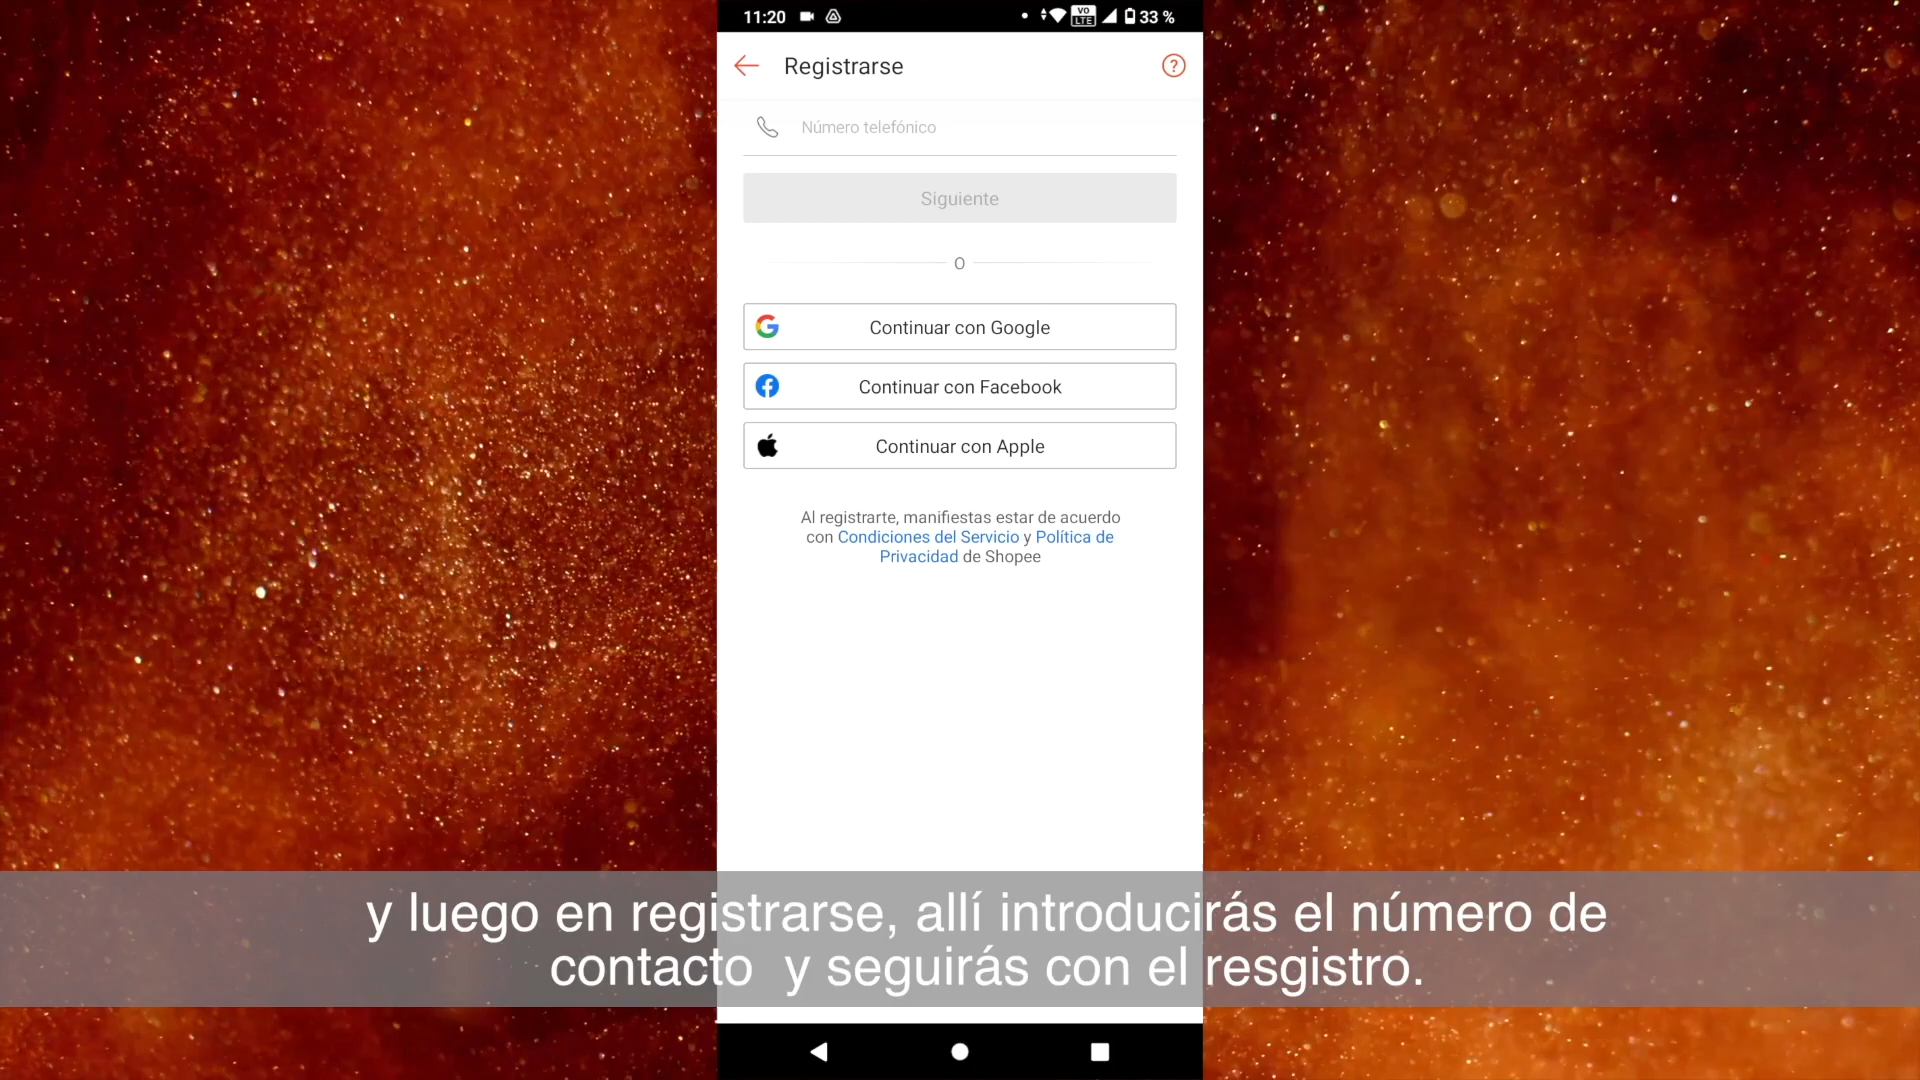 11:20
VO LTE
33 %
Registrarse
?
Número telefónico
Siguiente
O
Continuar con Google
Continuar con Facebook
Continuar con Apple
Al registrarte, manifiestas estar de acuerdo
con Condiciones del Servicio y Política de
Privacidad de Shopee
y luego en registrarse, allí introducirás el número de
contacto  y seguirás con el resgistro.